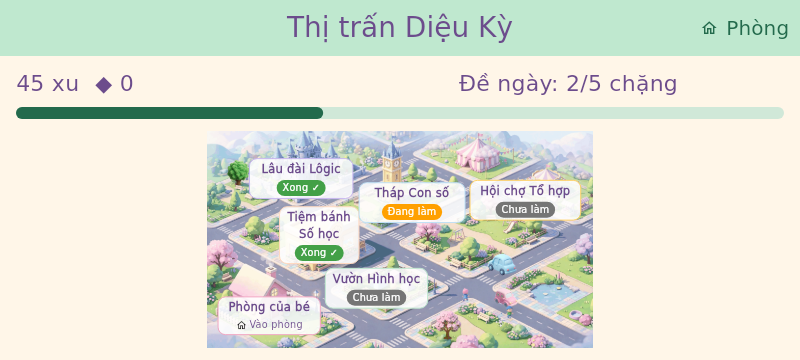 Thị trấn Diệu Kỳ
Phòng
45 xu ◆ 0
Đề ngày: 2/5 chặng
Lâu đài Lôgic
Xong ✓
Tháp Con số
Đang làm
Hội chợ Tổ hợp
Chưa làm
Tiệm bánh
Số học
Xong ✓
Vườn Hình học
Chưa làm
Phòng của bé
Vào phòng